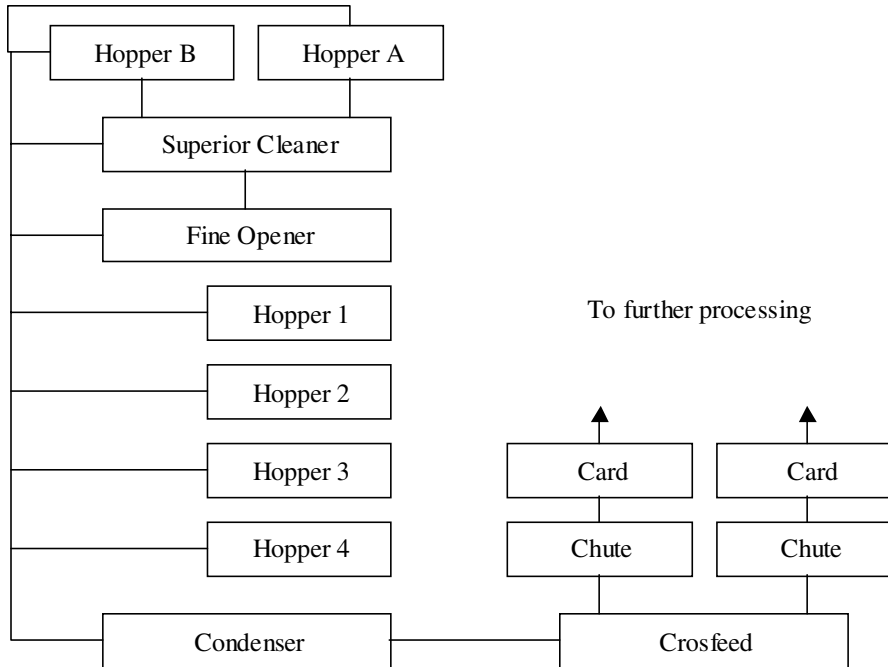 Hopper B
Hopper A
Superior Cleaner
Fine Opener
Hopper 1
To further processing
Hopper 2
Hopper 3
Card
Card
Hopper 4
Chute
Chute
Condenser
Crosfeed